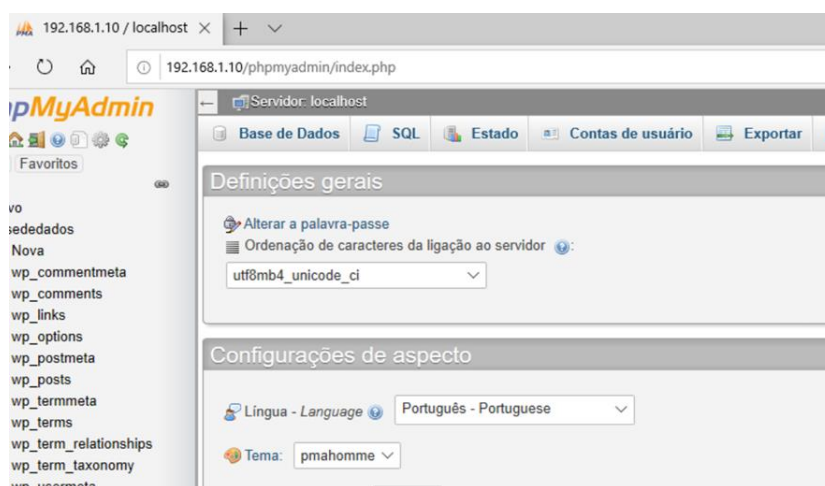 192.168.1.10 / localhost
192.168.1.10/phpmyadmin/index.php
pMyAdmin
Favoritos
vo
sededados
Nova
wp_commentmeta
wp_comments
wp_links
wp_options
wp_postmeta
wp_posts
wp_termmeta
wp_terms
wp_term_relationships
wp_term_taxonomy
Servidor: localhost
Base de Dados SQL Estado Contas de usuário Exportar
Definições gerais
Alterar a palavra-passe
Ordenação de caracteres da ligação ao servidor :
utf8mb4_unicode_ci
Configurações de aspecto
Língua - Language Português - Portuguese
Tema: pmahomme